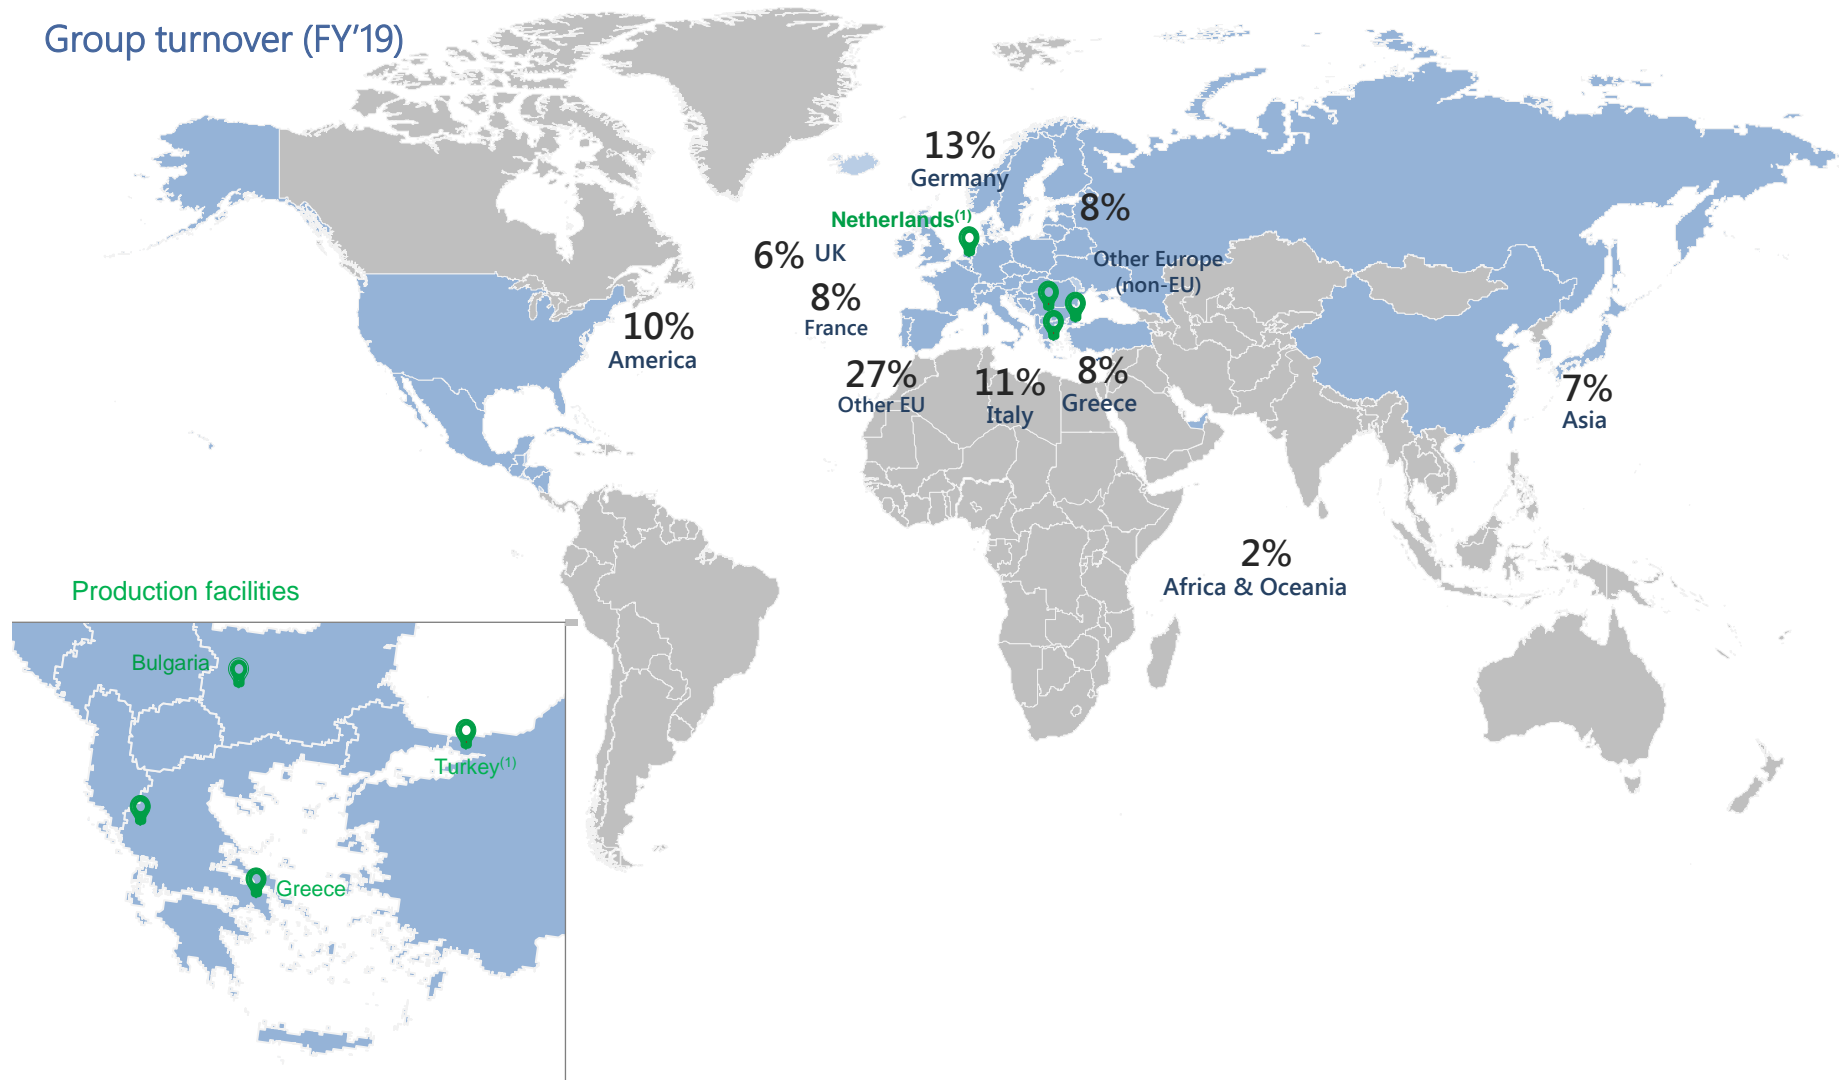 Group turnover (FY'19)
13%
Germany
8%
Netherlands(1)
6% UK
Other Europe
(non-EU)
8%
France
10%
America
27%
Other EU
11%
Italy
8%
Greece
7%
Asia
2%
Africa & Oceania
Production facilities
Bulgaria
Turkey(1)
Greece